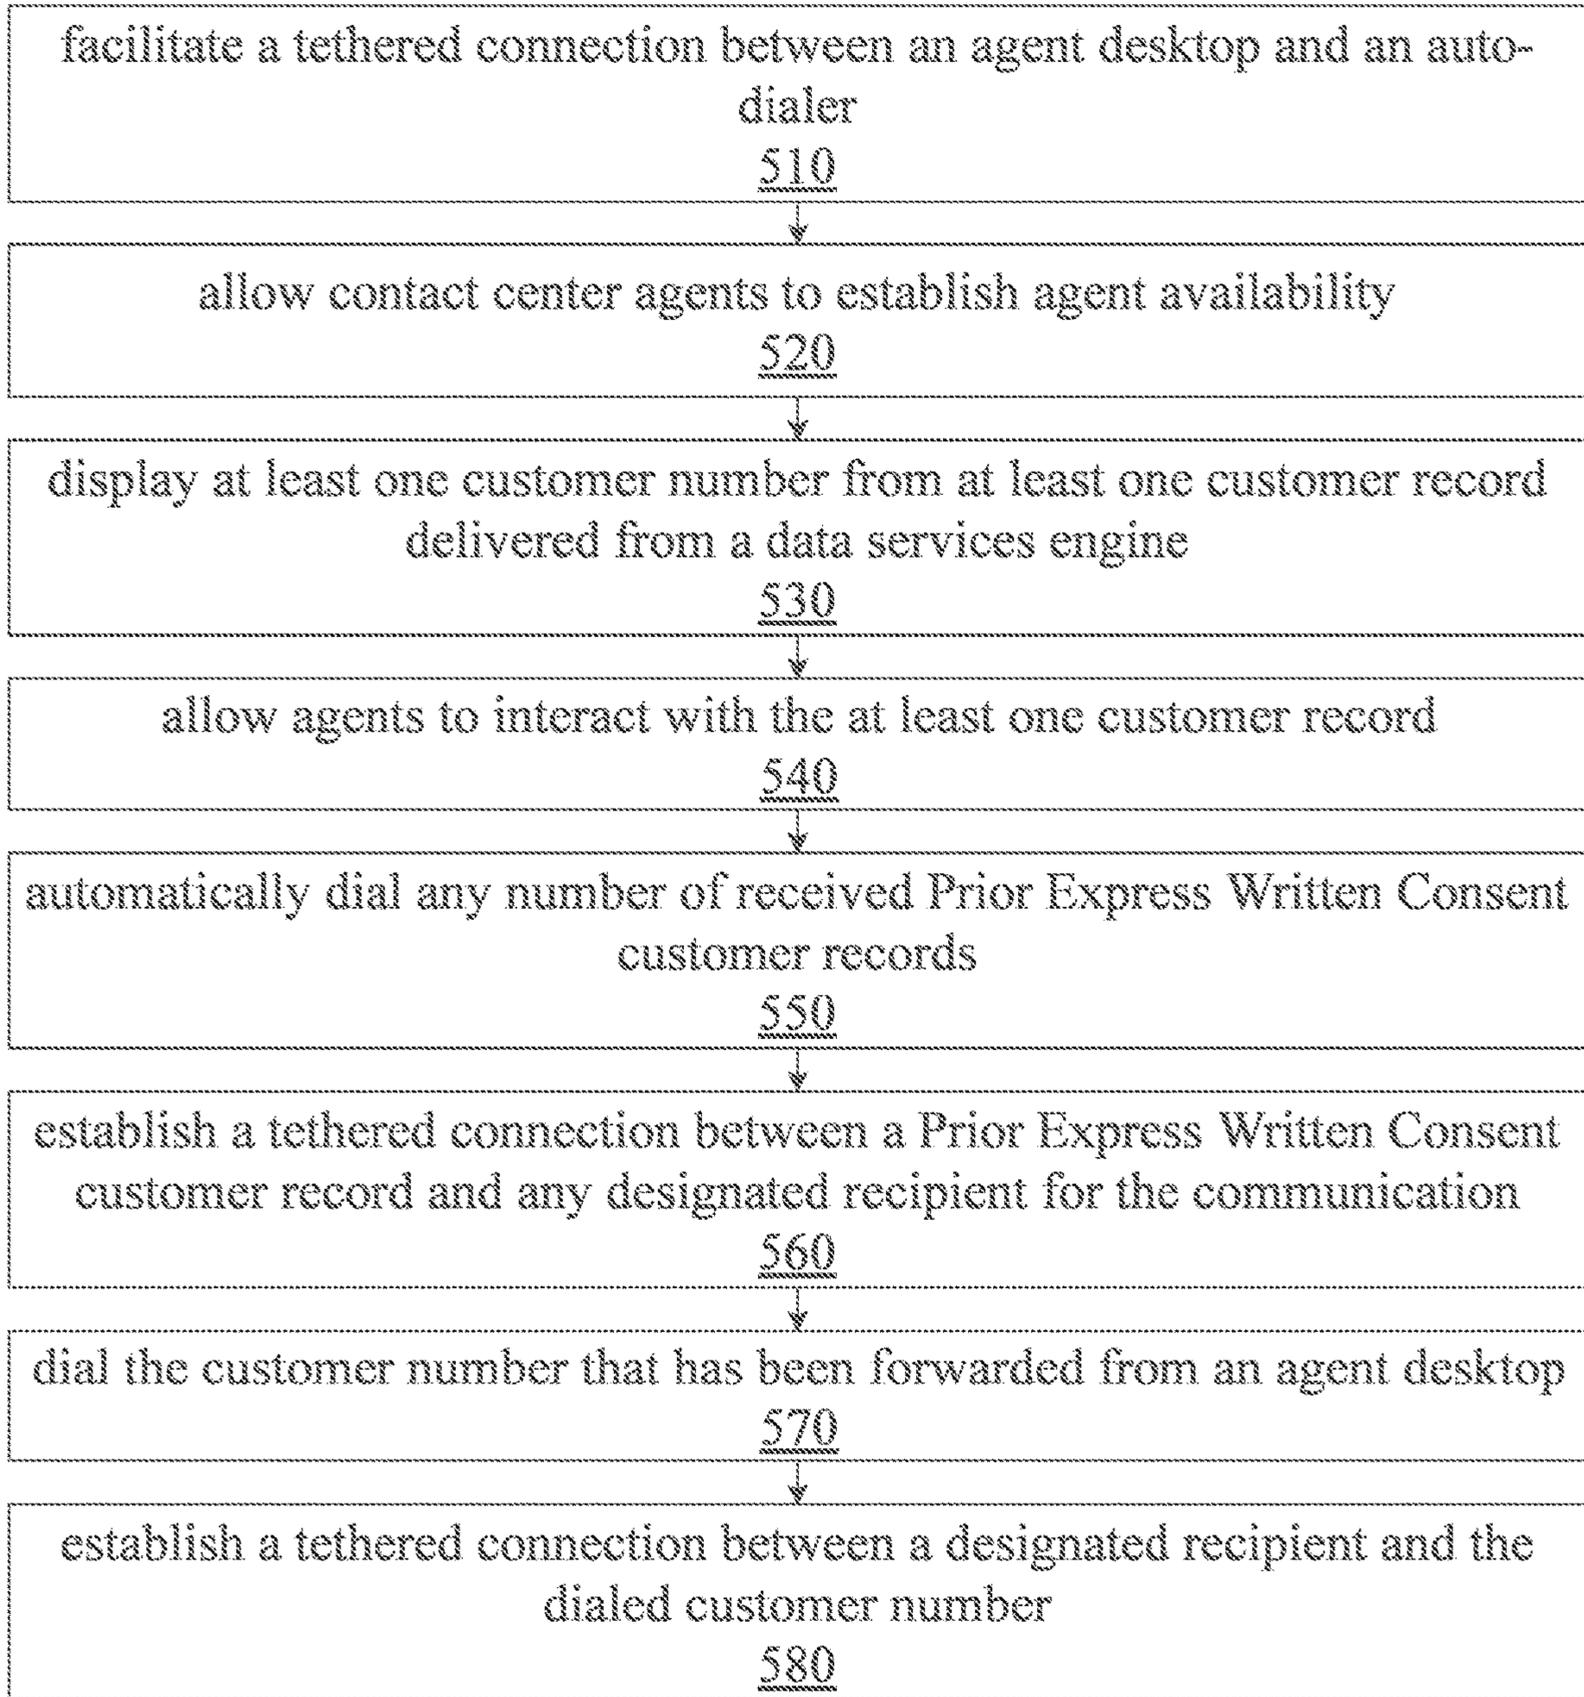 facilitate a tethered connection between an agent desktop and an auto-
dialer
510
allow contact center agents to establish agent availability
520
display at least one customer number from at least one customer record
delivered from a data services engine
530
allow agents to interact with the at least one customer record
540
automatically dial any number of received Prior Express Written Consent
customer records
550
establish a tethered connection between a Prior Express Written Consent
customer record and any designated recipient for the communication
560
dial the customer number that has been forwarded from an agent desktop
570
establish a tethered connection between a designated recipient and the
dialed customer number
580